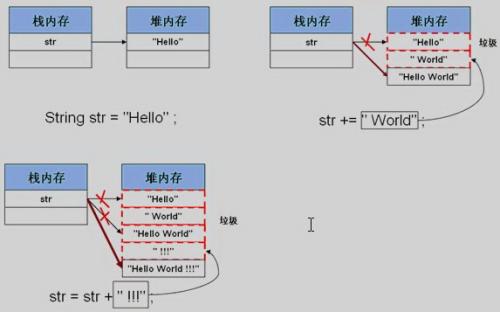 栈内存 堆内存
str "Hello"
String str = "Hello" ;
栈内存 堆内存
str "Hello" 垃圾
" World"
"Hello World"
str += " World" ;
栈内存 堆内存
str "Hello"
" World"
"Hello World" 垃圾
" !!!"
"Hello World !!!"
str = str + " !!!" ;